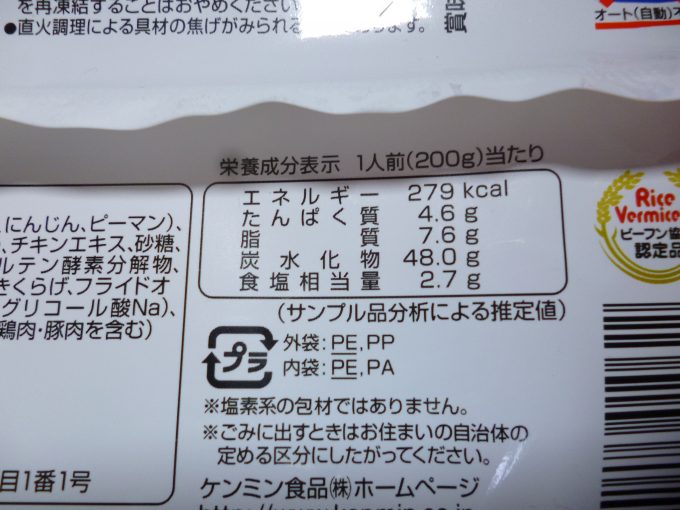 を再凍結することはおやめください
●直火調理による具材の焦げがみられる
ります。
オート(自動)
栄養成分表示 1人前(200g)当たり
エネルギー 279 kcal
たんぱく質 4.6 g
脂質 7.6 g
炭水化物 48.0 g
食塩相当量 2.7 g
(サンプル品分析による推定値)
にんじん、ピーマン)、
チキンエキス、砂糖、
ルテン酵素分解物、
きくらげ、フライドオ
グリコール酸Na)、
鶏肉・豚肉を含む)
目1番1号
プラ
外袋:PE,PP
内袋:PE,PA
※塩素系の包材ではありません。
※ごみに出すときはお住まいの自治体の
定める区分にしたがってください。
ケンミン食品㈱ホームページ
Rice
Vermice
ビーフン協
認定品